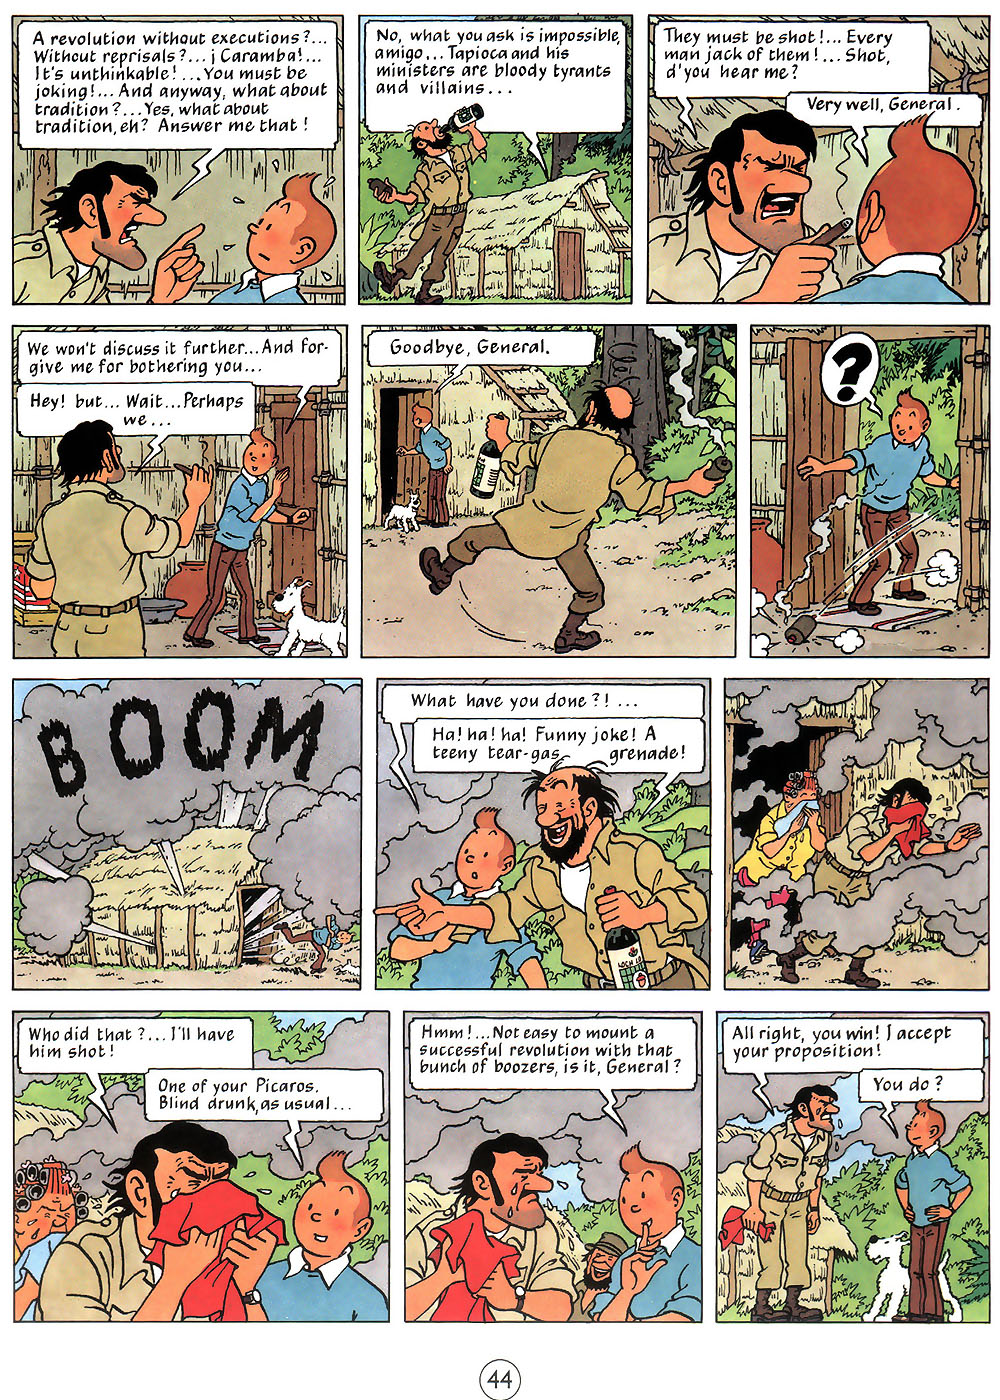 A revolution without executions?...
Without reprisals?... ¡ Caramba!...
It's unthinkable!... You must be
joking!... And anyway, what about
tradition?... Yes, what about
tradition, eh? Answer me that!
No, what you ask is impossible,
amigo... Tapioca and his
ministers are bloody tyrants
and villains...
They must be shot!... Every
man jack of them!... Shot,
d'you hear me?
Very well, General.
We won't discuss it further... And for-
give me for bothering you...
Hey! but... Wait... Perhaps
we...
Goodbye, General.
?
BOOM
What have you done?!...
Ha! ha! ha! Funny joke! A
teeny tear-gas grenade!
LOCH LO
Who did that?... I'll have
him shot!
One of your Picaros.
Blind drunk, as usual...
Hmm!... Not easy to mount a
successful revolution with that
bunch of boozers, is it, General?
All right, you win! I accept
your proposition!
You do?
44